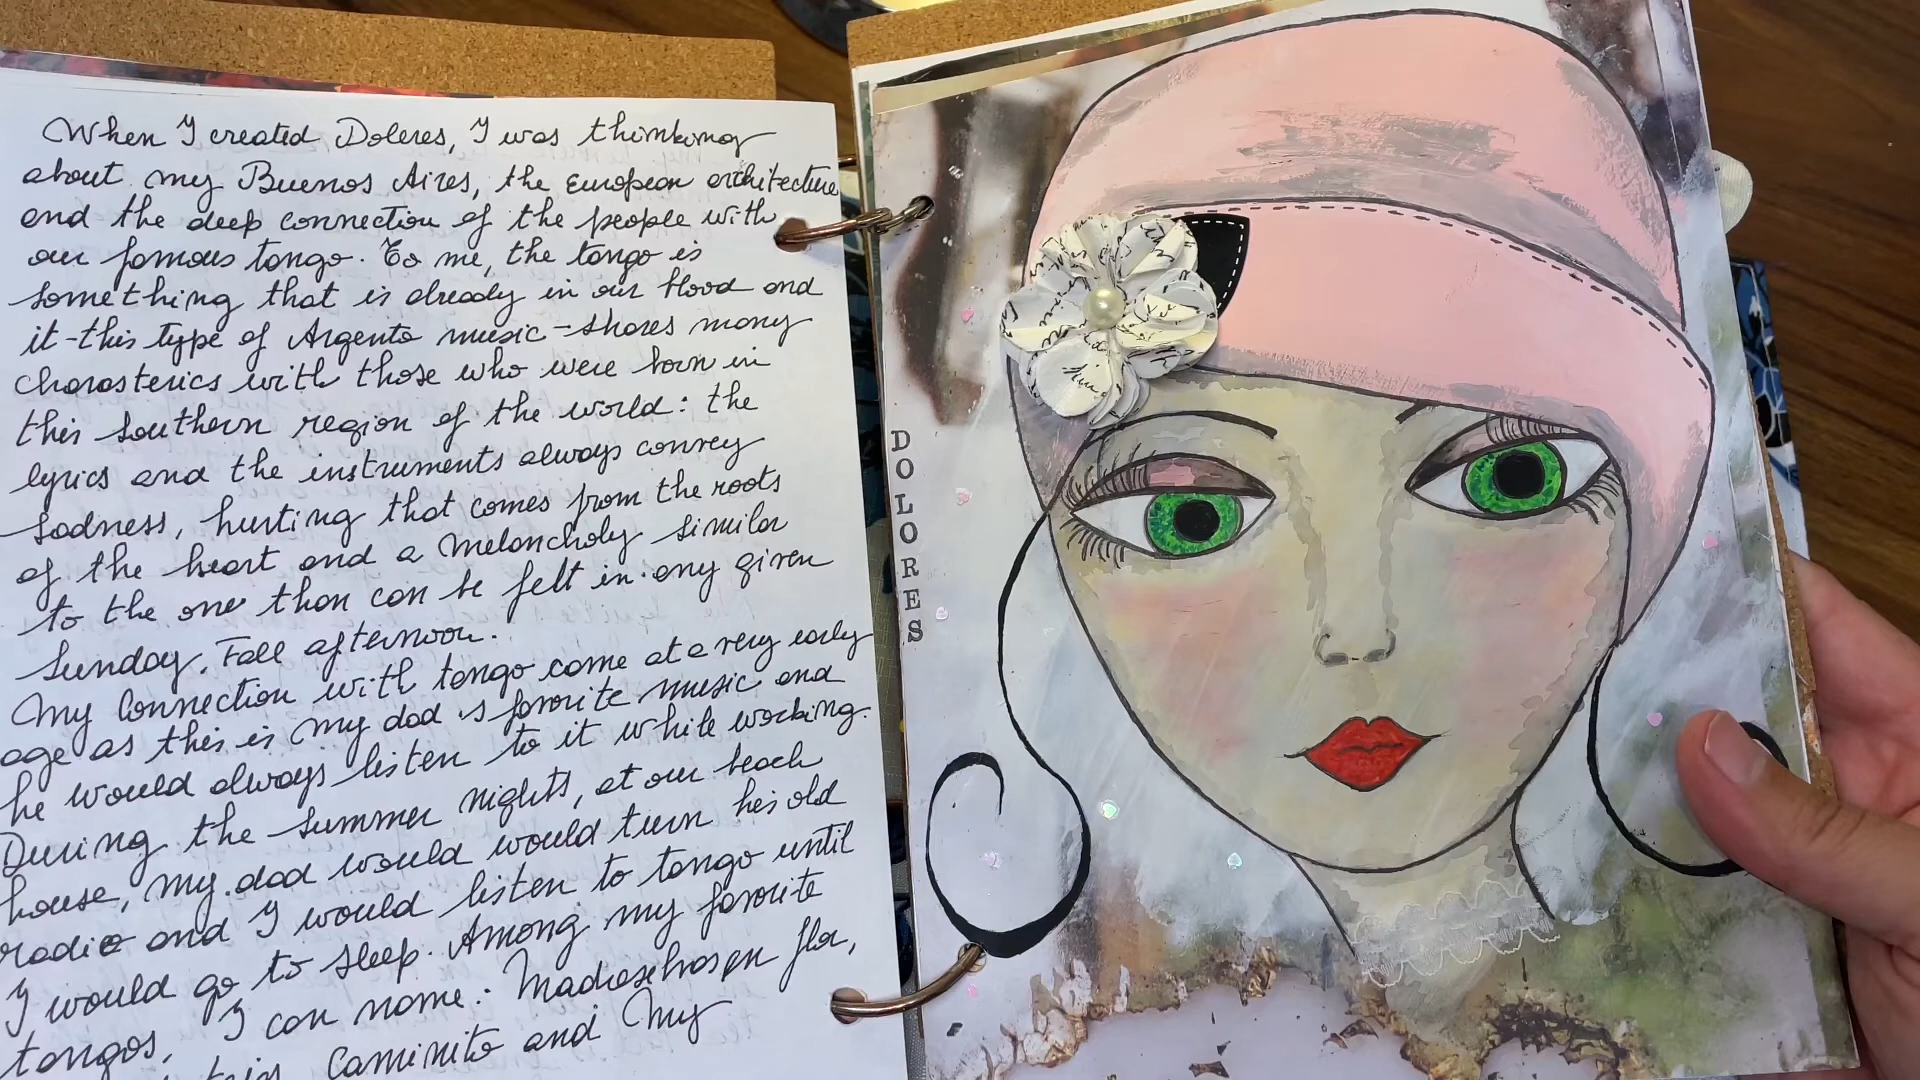 When I created Dolores, I was thinking
about my Buenos Aires, the European architecture
and the deep connection of the people with
our famous tongo. To me, the tango is
something that is already in our blood and
it-this type of Argento music-shares many
charasterics with those who were born in
this southern region of the world: the
lyrics and the instruments always convey
sadness, hurting that comes from the roots
of the heart and a melancholy similar
to the one than can be felt in any given
Sunday, Fall afternoon.
My connection with tango come at a very early
age as this is my dad's favorite music and
he would always listen to it while working.
During the summer nights, at our beach
house, my dad would would turn his old
radio and I would listen to tango until
I would go to sleep. Among my favorite
tangos, I can name: Madreselvas en flor,
Caminito and My
DOLORES